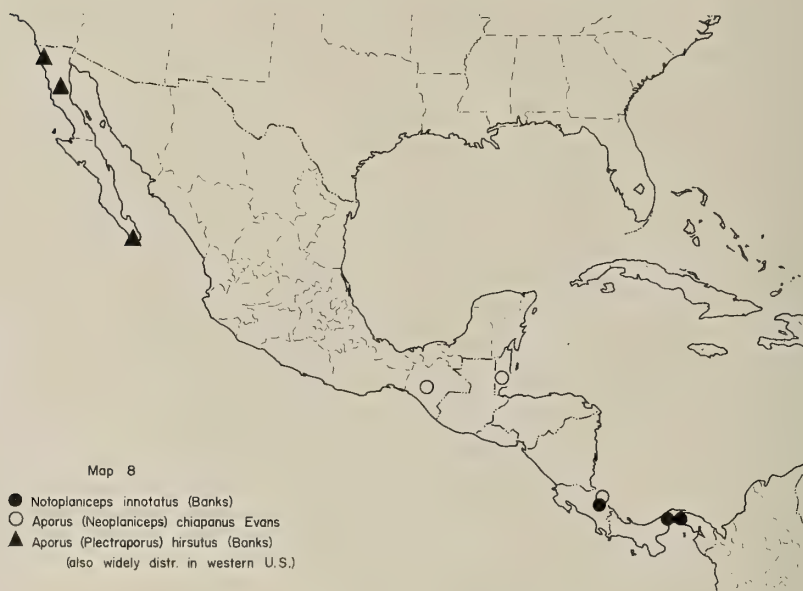 Map 8
Notoplaniceps innotatus (Banks)
Aporus (Neoplaniceps) chiapanus Evans
Aporus (Plectraporus) hirsutus (Banks)
(also widely distr. in western U.S.)